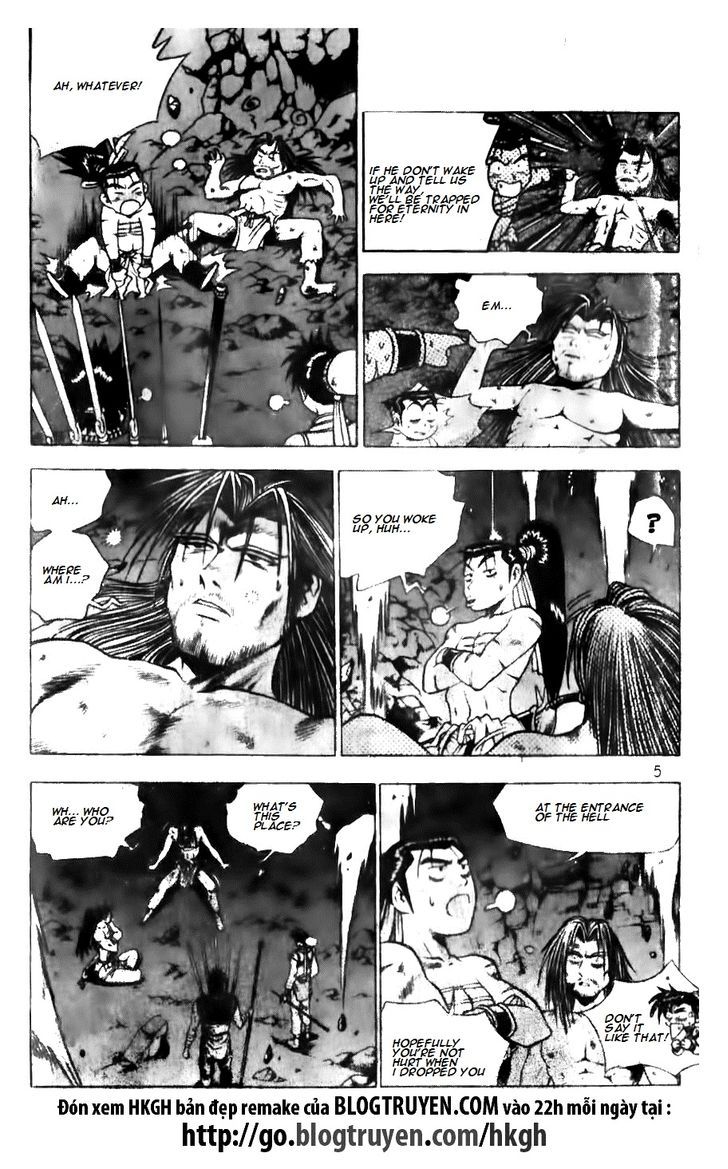 AH, WHATEVER!
IF HE DON'T WAKE
UP AND TELL US
THE WAY,
WE'LL BE TRAPPED
FOR ETERNITY IN
HERE!
EM...
AH...
WHERE
AM I...?
SO YOU WOKE
UP, HUH...
?
5
WH... WHO
ARE YOU?
WHAT'S
THIS
PLACE?
AT THE ENTRANCE
OF THE HELL
HOPEFULLY
YOU'RE NOT
HURT WHEN
I DROPPED YOU
DON'T
SAY IT
LIKE THAT!
Đón xem HKGH bản đẹp remake của BLOGTRUYEN.COM vào 22h mỗi ngày tại :
http://go.blogtruyen.com/hkgh